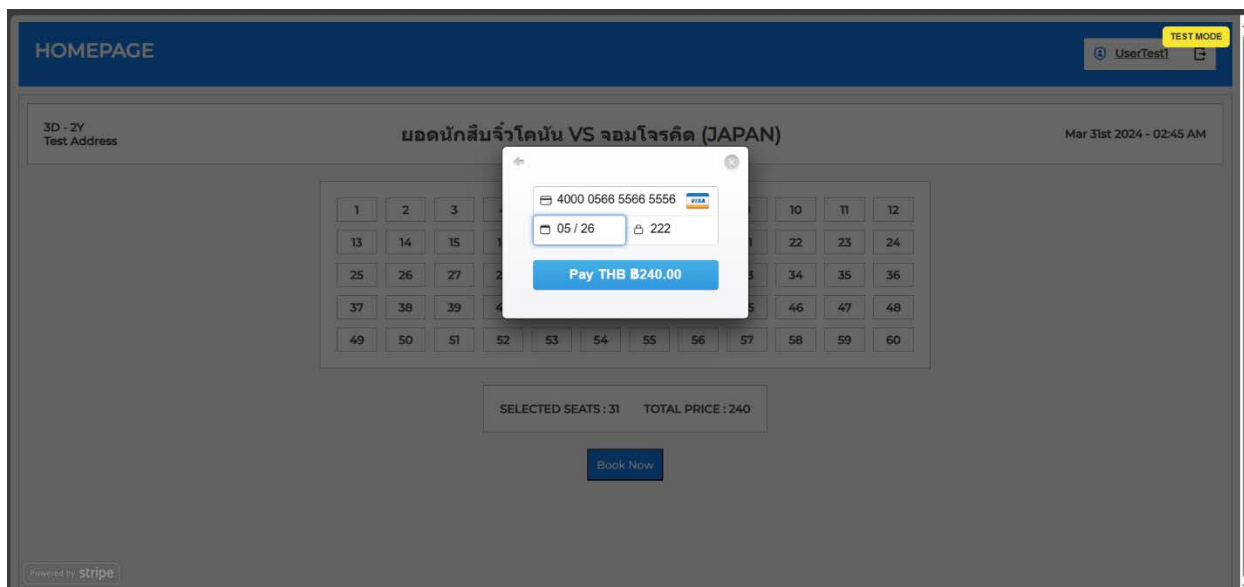 HOMEPAGE
TEST MODE
UserTest1
3D - 2Y
Test Address
ยอดนักสืบจิ๋วโคนัน VS จอมโจรคิด (JAPAN)
Mar 31st 2024 - 02:45 AM
4000 0566 5566 5556 VISA
05 / 26 222
Pay THB ฿240.00
1 2 3 10 11 12
13 14 15 22 23 24
25 26 27 34 35 36
37 38 39 46 47 48
49 50 51 52 53 54 55 56 57 58 59 60
SELECTED SEATS : 31 TOTAL PRICE : 240
Book Now
Powered by stripe